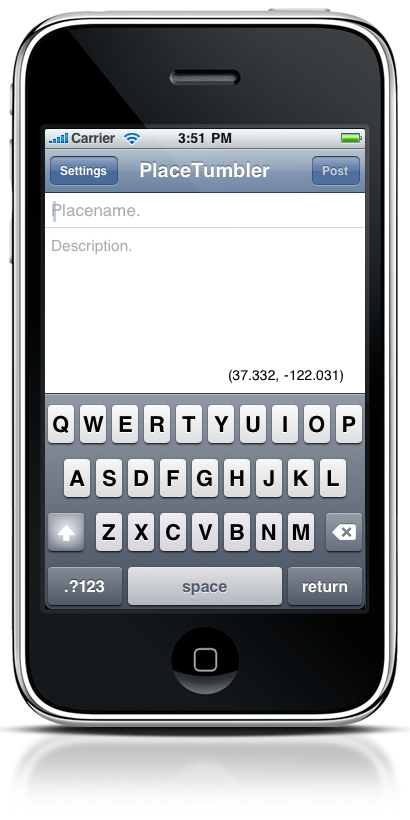 Carrier 3:51 PM
Settings PlaceTumbler Post
Placename.
Description.
(37.332, -122.031)
Q W E R T Y U I O P
A S D F G H J K L
Z X C V B N M
.?123 space return